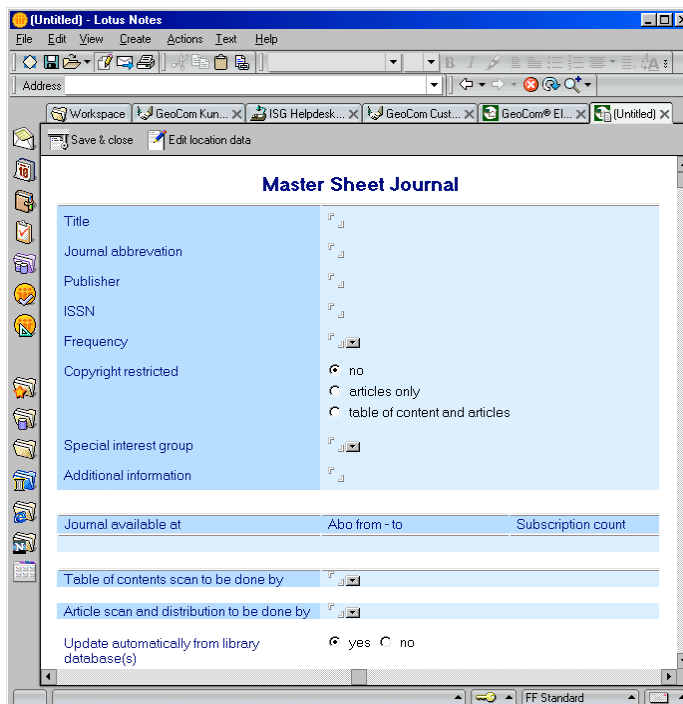 (Untitled) - Lotus Notes
File Edit View Create Actions Text Help
B I
Address
Workspace GeoCom Kun... ISG Helpdesk... GeoCom Cust... GeoCom® El... (Untitled)
Save & close Edit location data
Master Sheet Journal
Title
Journal abbrevation
Publisher
ISSN
Frequency
Copyright restricted no
articles only
table of content and articles
Special interest group
Additional information
Journal available at Abo from - to Subscription count
Table of contents scan to be done by
Article scan and distribution to be done by
Update automatically from library yes no
database(s)
FF Standard